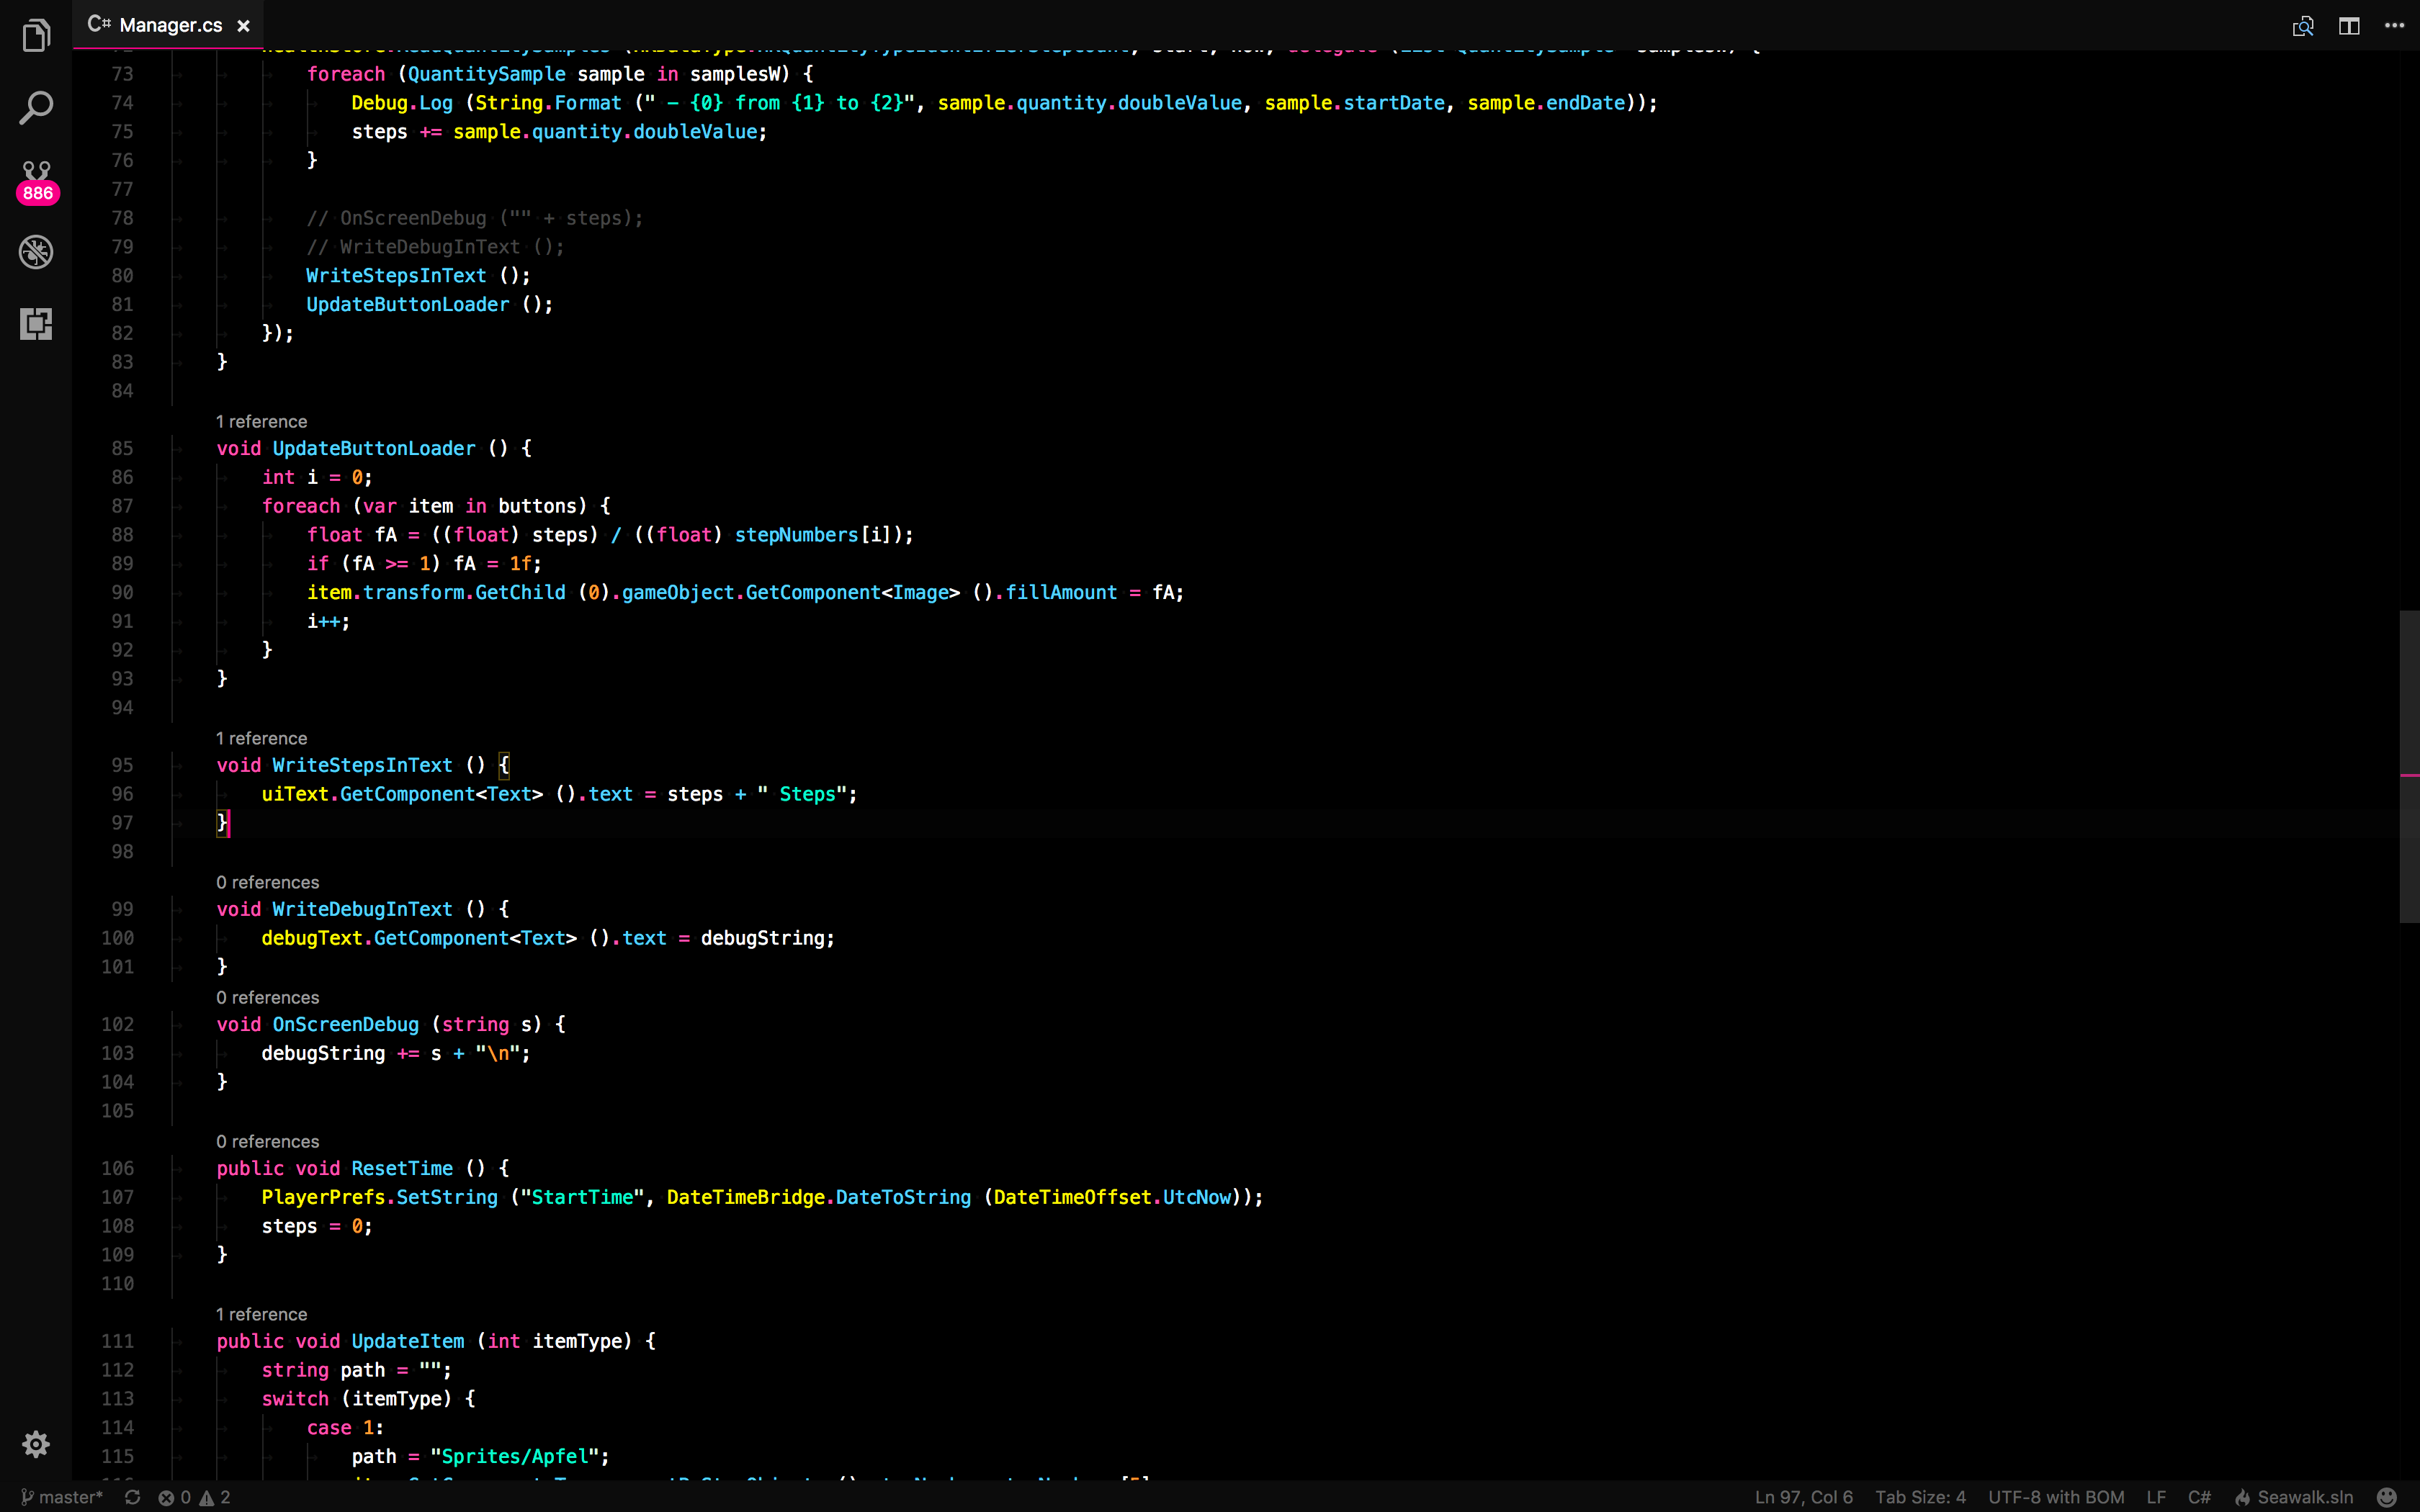 C# Manager.cs ×
73 foreach (QuantitySample sample in samplesW) {
74 Debug.Log (String.Format (" – {0} from {1} to {2}", sample.quantity.doubleValue, sample.startDate, sample.endDate));
75 steps += sample.quantity.doubleValue;
76 }
77
886
78 // OnScreenDebug ("" + steps);
79 // WriteDebugInText ();
80 WriteStepsInText ();
81 UpdateButtonLoader ();
82 });
83 }
84
1 reference
85 void UpdateButtonLoader () {
86 int i = 0;
87 foreach (var item in buttons) {
88 float fA = ((float) steps) / ((float) stepNumbers[i]);
89 if (fA >= 1) fA = 1f;
90 item.transform.GetChild (0).gameObject.GetComponent<Image> ().fillAmount = fA;
91 i++;
92 }
93 }
94
1 reference
95 void WriteStepsInText () {
96 uiText.GetComponent<Text> ().text = steps + " Steps";
97 }
98
0 references
99 void WriteDebugInText () {
100 debugText.GetComponent<Text> ().text = debugString;
101 }
0 references
102 void OnScreenDebug (string s) {
103 debugString += s + "\n";
104 }
105
0 references
106 public void ResetTime () {
107 PlayerPrefs.SetString ("StartTime", DateTimeBridge.DateToString (DateTimeOffset.UtcNow));
108 steps = 0;
109 }
110
1 reference
111 public void UpdateItem (int itemType) {
112 string path = "";
113 switch (itemType) {
114 case 1:
115 path = "Sprites/Apfel";
master* 0 2 Ln 97, Col 6 Tab Size: 4 UTF-8 with BOM LF C# Seawalk.sln